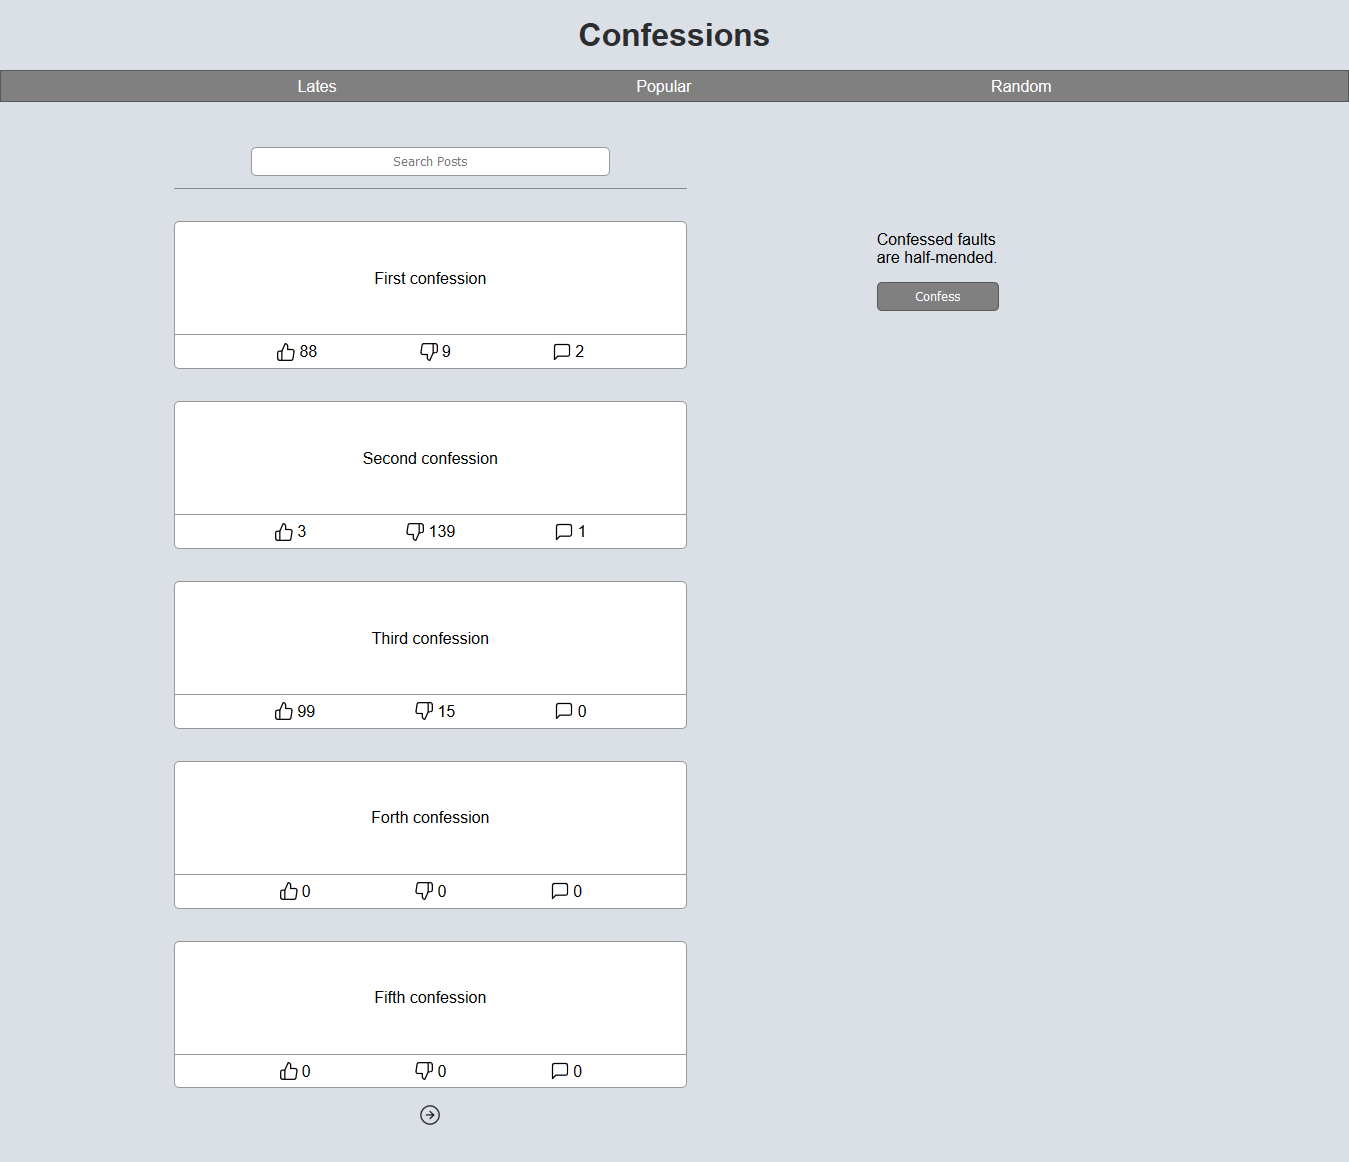 Confessions
Lates Popular Random
Search Posts
First confession
88 9 2
Confessed faults
are half-mended.
Confess
Second confession
3 139 1
Third confession
99 15 0
Forth confession
0 0 0
Fifth confession
0 0 0